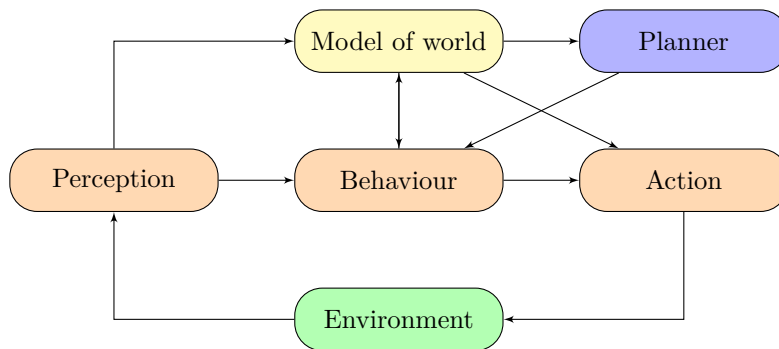 Model of world
Planner
Perception
Behaviour
Action
Environment